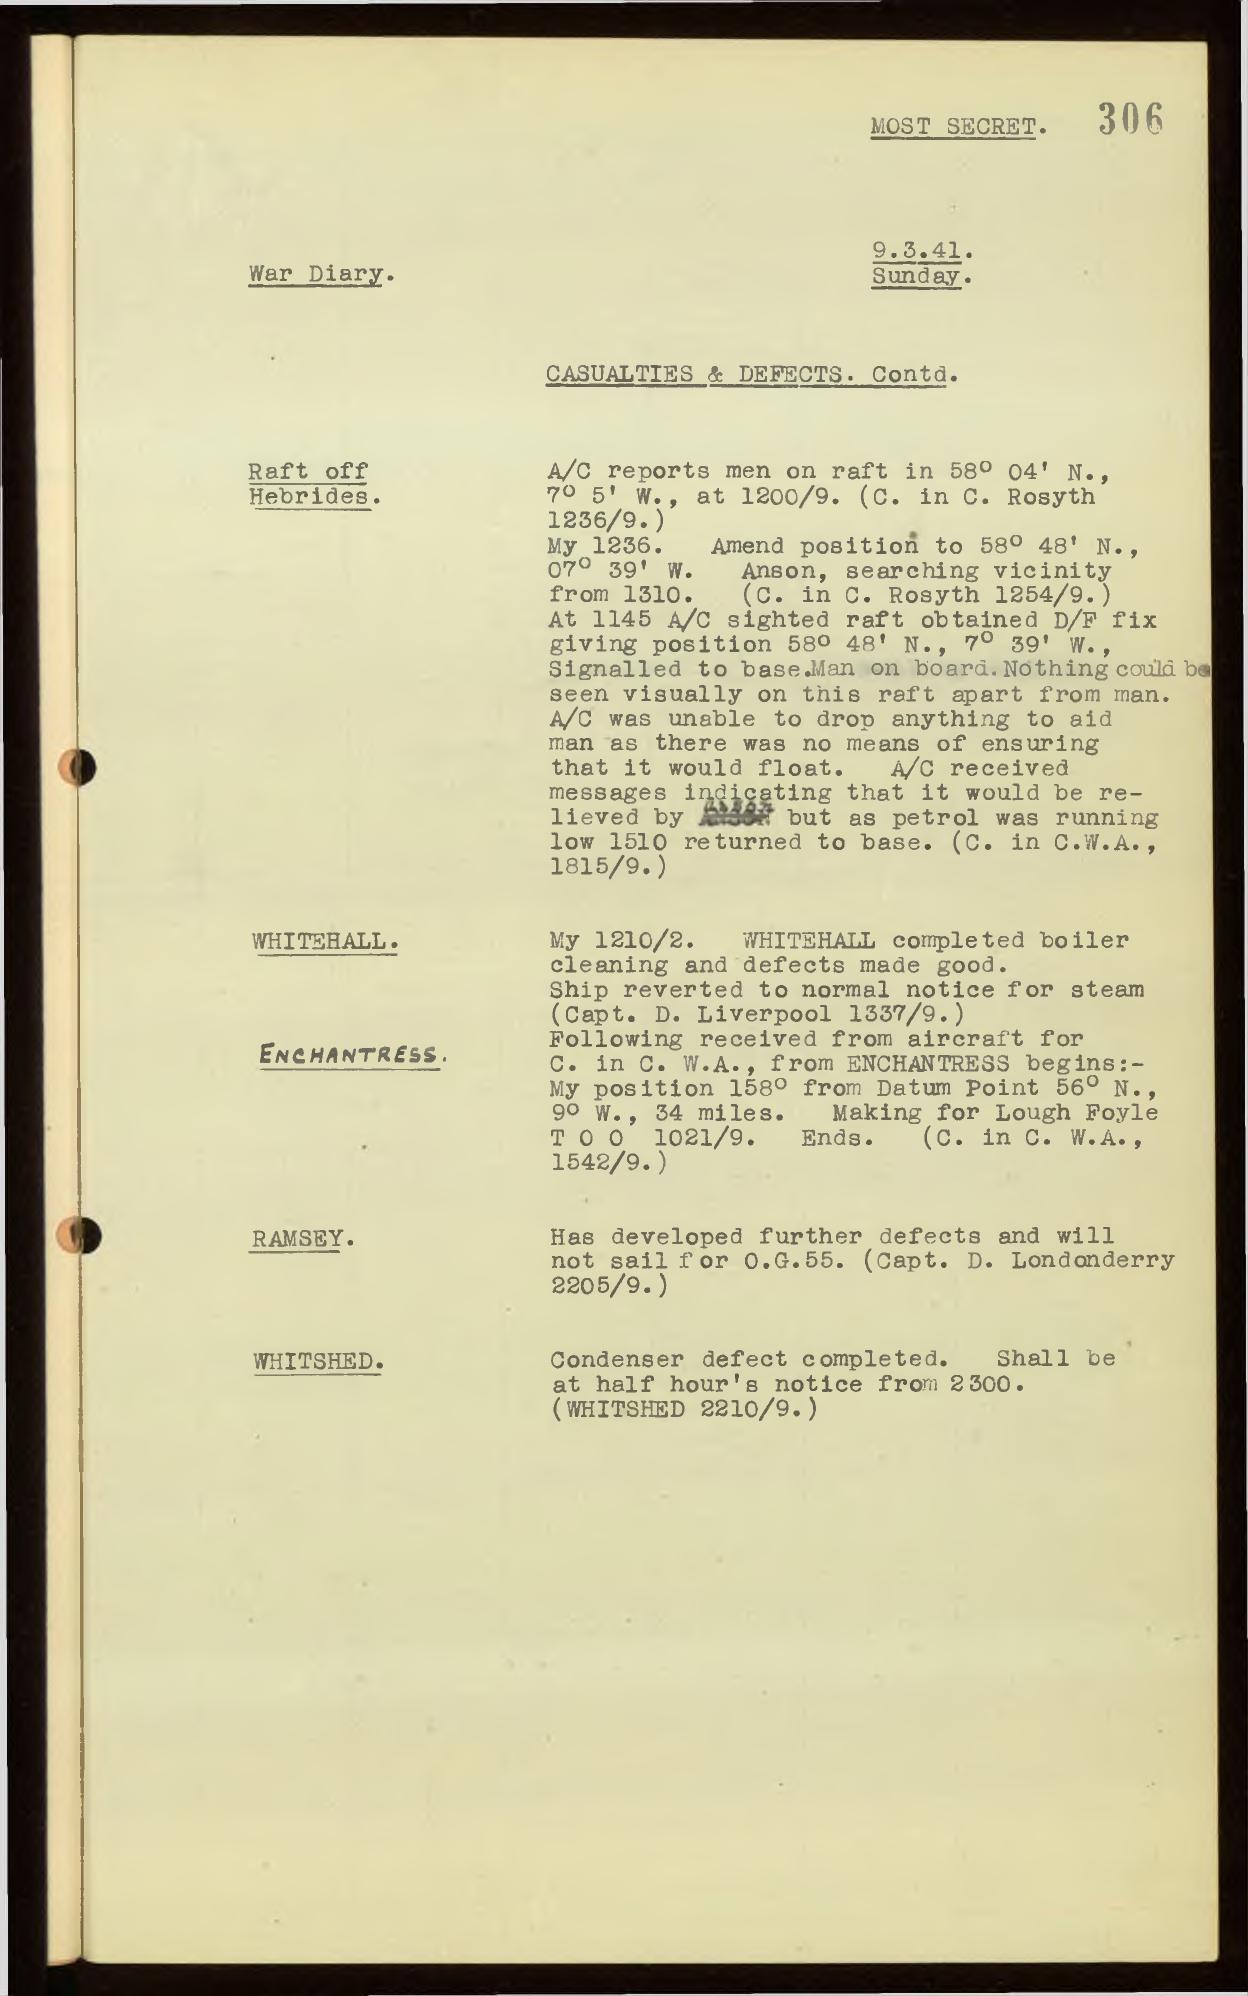 MOST SECRET. 306
9.3.41.
War Diary.
Sunday.
CASUALTIES & DEFECTS. Contd.
Raft off
Hebrides.
A/C reports men on raft in 58° 04' N.,
7° 5' W., at 1200/9. (C. in C. Rosyth
1236/9.)
My 1236. Amend position to 58° 48' N.,
07° 39' W. Anson, searching vicinity
from 1310. (C. in C. Rosyth 1254/9.)
At 1145 A/C sighted raft obtained D/F fix
giving position 58° 48' N., 7° 39' W.,
Signalled to base.Man on board.Nothing could be
seen visually on this raft apart from man.
A/C was unable to drop anything to aid
man as there was no means of ensuring
that it would float. A/C received
messages indicating that it would be re-
lieved by but as petrol was running
low 1510 returned to base. (C. in C.W.A.,
1815/9.)
WHITEHALL.
My 1210/2. WHITEHALL completed boiler
cleaning and defects made good.
Ship reverted to normal notice for steam
(Capt. D. Liverpool 1337/9.)
ENCHANTRESS.
Following received from aircraft for
C. in C. W.A., from ENCHANTRESS begins:-
My position 158° from Datum Point 56° N.,
9° W., 34 miles. Making for Lough Foyle
T O O 1021/9. Ends. (C. in C. W.A.,
1542/9.)
RAMSEY.
Has developed further defects and will
not sail for O.G.55. (Capt. D. Londonderry
2205/9.)
WHITSHED.
Condenser defect completed. Shall be
at half hour's notice from 2300.
(WHITSHED 2210/9.)